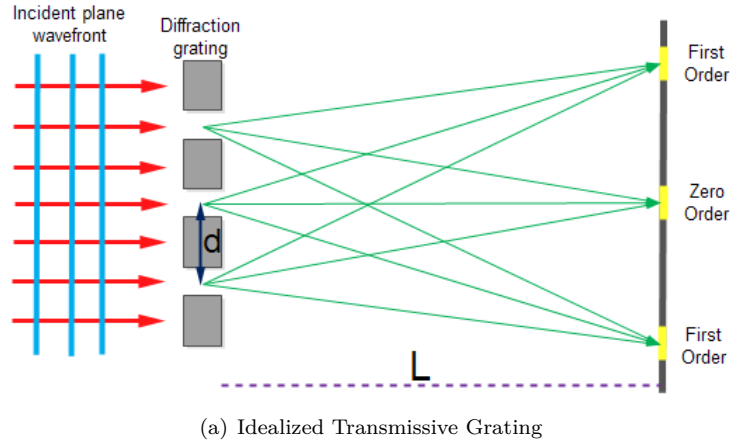 Incident plane
wavefront
Diffraction
grating
First
Order
Zero
Order
d
First
Order
L
(a) Idealized Transmissive Grating